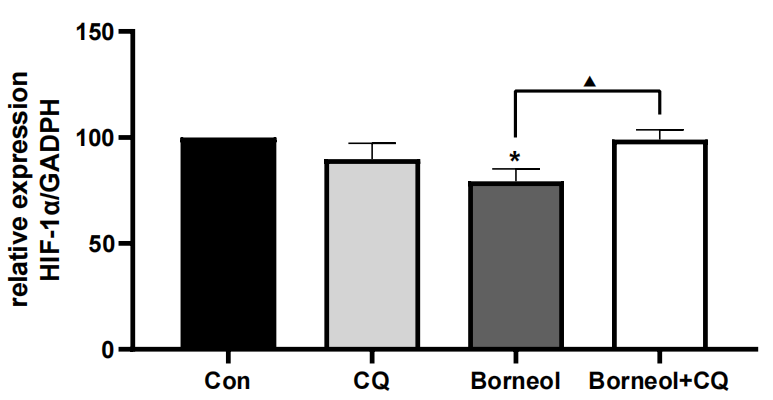 relative expression
HIF-1α/GADPH
150
100
50
0
*
▲
Con
CQ
Borneol
Borneol+CQ